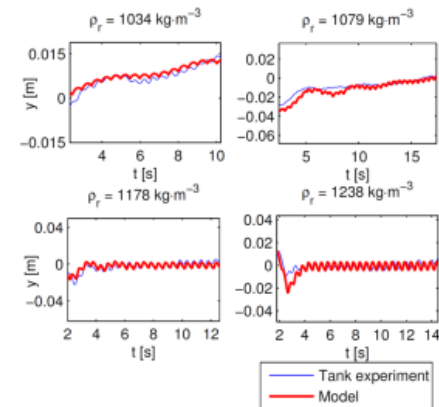 ρr = 1034 kg·m−3
ρr = 1079 kg·m−3
y [m]
0.015
0
−0.015
4 6 8 10
t [s]
0.02
0
−0.02
−0.04
−0.06
5 10 15
t [s]
ρr = 1178 kg·m−3
ρr = 1238 kg·m−3
y [m]
0.04
0
−0.04
2 4 6 8 10 12
t [s]
0.04
0.02
0
−0.02
−0.04
2 4 6 8 10 12 14
t [s]
Tank experiment
Model